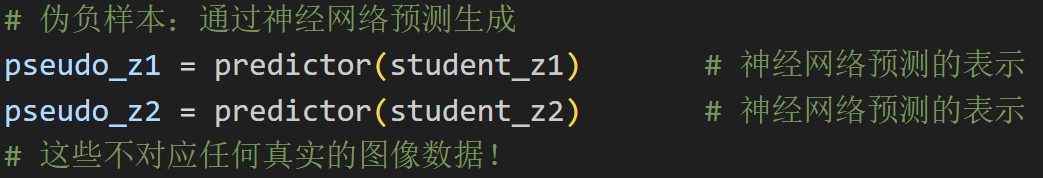 # 伪负样本：通过神经网络预测生成
pseudo_z1 = predictor(student_z1)       # 神经网络预测的表示
pseudo_z2 = predictor(student_z2)       # 神经网络预测的表示
# 这些不对应任何真实的图像数据！